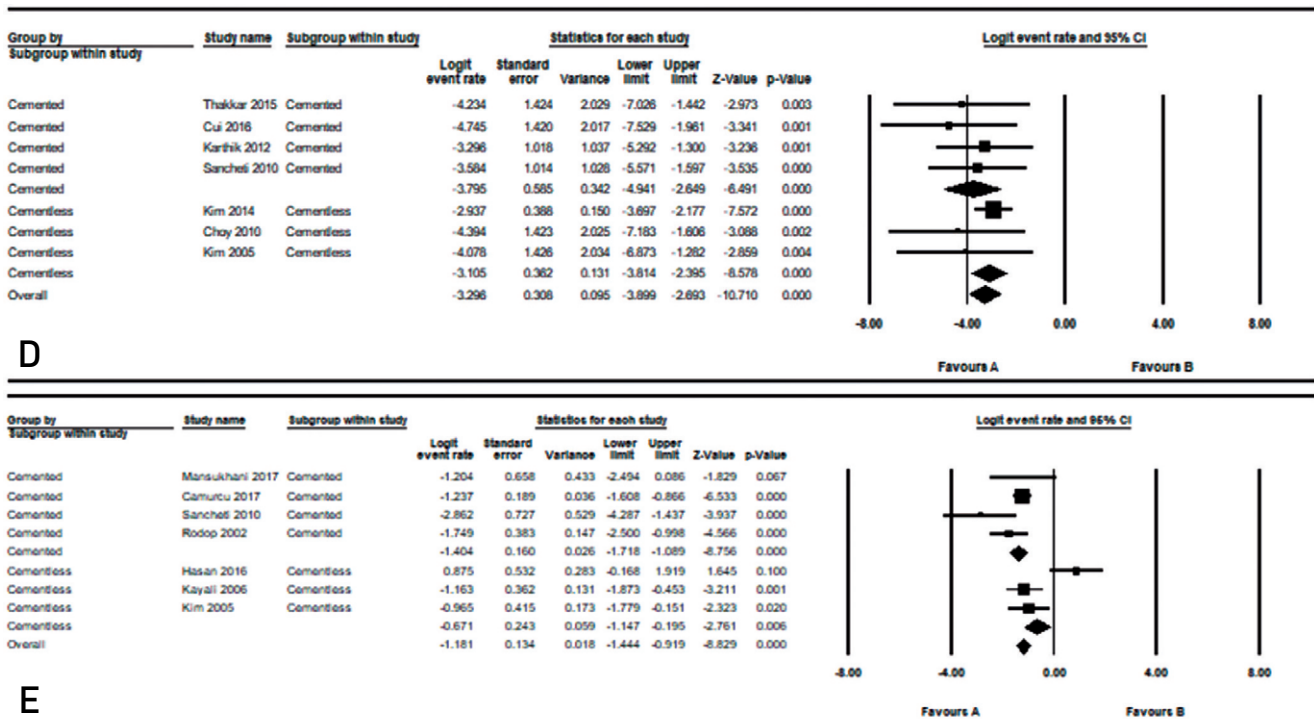 Group by Study name Subgroup within study Statistics for each study Logit event rate and 95% CI
Subgroup within study
Logit Standard Lower Upper
event rate error Variance limit limit Z-Value p-Value
Cemented Thakkar 2015 Cemented -4.234 1.424 2.029 -7.026 -1.442 -2.973 0.003
Cemented Cui 2016 Cemented -4.745 1.420 2.017 -7.529 -1.961 -3.341 0.001
Cemented Karthik 2012 Cemented -3.296 1.018 1.037 -5.292 -1.300 -3.236 0.001
Cemented Sancheti 2010 Cemented -3.584 1.014 1.028 -5.571 -1.597 -3.535 0.000
Cemented -3.795 0.585 0.342 -4.941 -2.649 -6.491 0.000
Cementless Kim 2014 Cementless -2.937 0.388 0.150 -3.697 -2.177 -7.572 0.000
Cementless Choy 2010 Cementless -4.394 1.423 2.025 -7.183 -1.606 -3.088 0.002
Cementless Kim 2005 Cementless -4.078 1.426 2.034 -6.873 -1.282 -2.859 0.004
Cementless -3.105 0.362 0.131 -3.814 -2.395 -8.578 0.000
Overall -3.296 0.308 0.095 -3.899 -2.693 -10.710 0.000
-8.00 -4.00 0.00 4.00 8.00
D
Favours A Favours B
Group by Study name Subgroup within study Statistics for each study Logit event rate and 95% CI
Subgroup within study
Logit Standard Lower Upper
event rate error Variance limit limit Z-Value p-Value
Cemented Mansukhani 2017 Cemented -1.204 0.658 0.433 -2.494 0.086 -1.829 0.067
Cemented Camurcu 2017 Cemented -1.237 0.189 0.036 -1.608 -0.866 -6.533 0.000
Cemented Sancheti 2010 Cemented -2.862 0.727 0.529 -4.287 -1.437 -3.937 0.000
Cemented Rodop 2002 Cemented -1.749 0.383 0.147 -2.500 -0.998 -4.566 0.000
Cemented -1.404 0.160 0.026 -1.718 -1.089 -8.756 0.000
Cementless Hasan 2016 Cementless 0.875 0.532 0.283 -0.168 1.919 1.645 0.100
Cementless Kayali 2006 Cementless -1.163 0.362 0.131 -1.873 -0.453 -3.211 0.001
Cementless Kim 2005 Cementless -0.965 0.415 0.173 -1.779 -0.151 -2.323 0.020
Cementless -0.671 0.243 0.059 -1.147 -0.195 -2.761 0.006
Overall -1.181 0.134 0.018 -1.444 -0.919 -8.829 0.000
-8.00 -4.00 0.00 4.00 8.00
E
Favours A Favours B